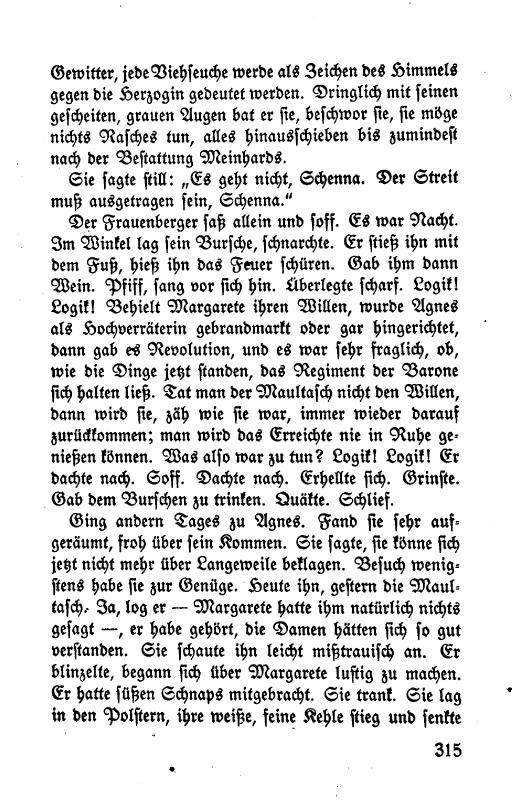 Gewitter, jede Viehseuche werde als Zeichen des Himmels
gegen die Herzogin gedeutet werden. Dringlich mit seinen
gescheiten, grauen Augen bat er sie, beschwor sie, sie möge
nichts Rasches tun, alles hinausschieben bis zumindest
nach der Bestattung Meinhards.
Sie sagte still: „Es geht nicht, Schenna. Der Streit
muß ausgetragen sein, Schenna.“
Der Frauenberger saß allein und soff. Es war Nacht.
Im Winkel lag sein Bursche, schnarchte. Er stieß ihn mit
dem Fuß, hieß ihn das Feuer schüren. Gab ihm dann
Wein. Pfiff, sang vor sich hin. Überlegte scharf. Logik!
Logik! Behielt Margarete ihren Willen, wurde Agnes
als Hochverräterin gebrandmarkt oder gar hingerichtet,
dann gab es Revolution, und es war sehr fraglich, ob,
wie die Dinge jetzt standen, das Regiment der Barone
sich halten ließ. Tat man der Maultasch nicht den Willen,
dann wird sie, zäh wie sie war, immer wieder darauf
zurückkommen; man wird das Erreichte nie in Ruhe ge-
nießen können. Was also war zu tun? Logik! Logik! Er
dachte nach. Soff. Dachte nach. Erhellte sich. Grinste.
Gab dem Burschen zu trinken. Quäkte. Schlief.
Ging andern Tages zu Agnes. Fand sie sehr auf-
geräumt, froh über sein Kommen. Sie sagte, sie könne sich
jetzt nicht mehr über Langeweile beklagen. Besuch wenig-
stens habe sie zur Genüge. Heute ihn, gestern die Maul-
tasch. Ja, log er — Margarete hatte ihm natürlich nichts
gesagt —, er habe gehört, die Damen hätten sich so gut
verstanden. Sie schaute ihn leicht mißtrauisch an. Er
blinzelte, begann sich über Margarete lustig zu machen.
Er hatte süßen Schnaps mitgebracht. Sie trank. Sie lag
in den Polstern, ihre weiße, feine Kehle stieg und senkte
315